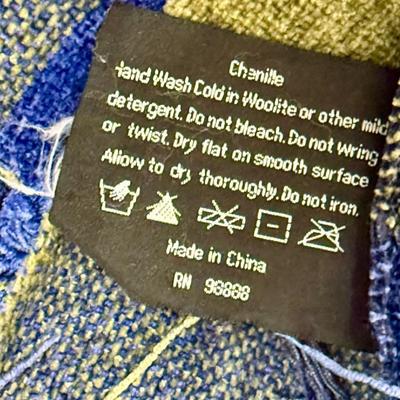 Chenille
Hand Wash Cold in Woolite or other mild
detergent. Do not bleach. Do not wring
or twist. Dry flat on smooth surface
Allow to dry thoroughly. Do not iron.
Made in China
RN